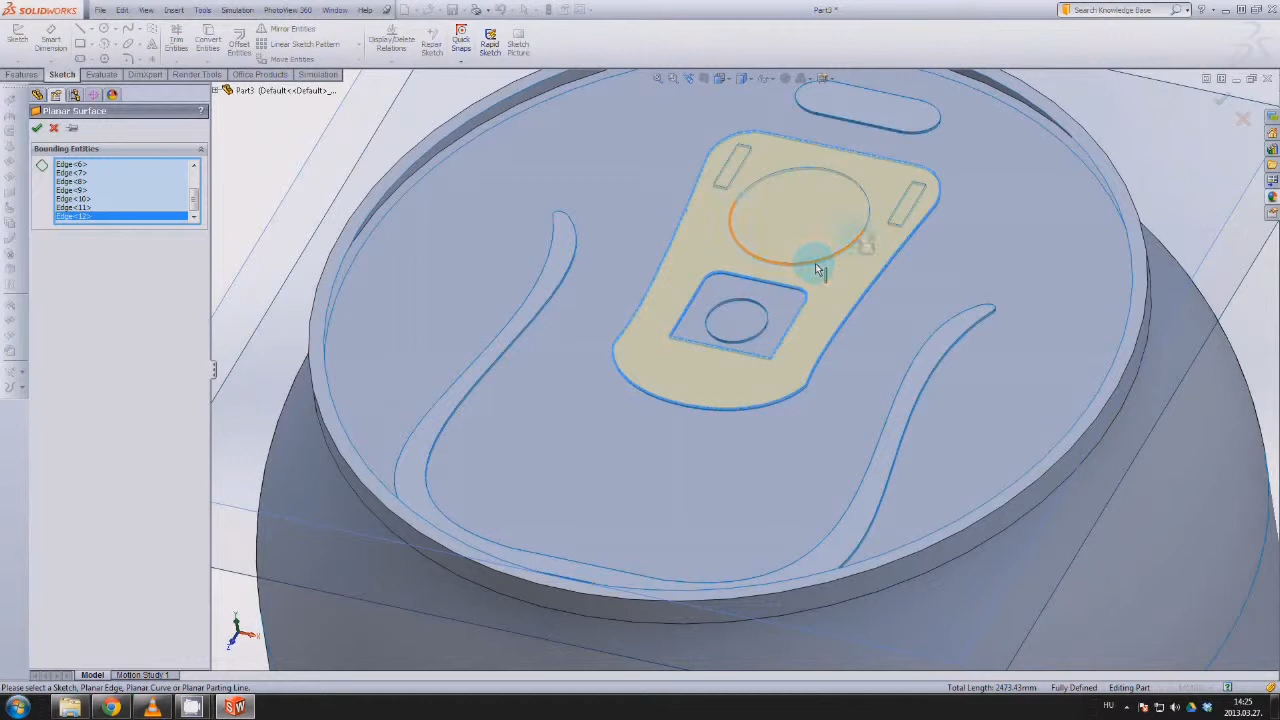 SOLIDWORKS File Edit View Insert Tools Simulation PhotoView 360 Window Help Part3 * Search Knowledge Base
Sketch Smart Dimension Trim Entities Convert Entities Offset Entities Mirror Entities Linear Sketch Pattern Move Entities Display/Delete Relations Repair Sketch Quick Snaps Rapid Sketch Sketch Picture
Features Sketch Evaluate DimXpert Render Tools Office Products Simulation
Part3 (Default<<Default>_...
Planar Surface ?
Bounding Entities
Edge<6>
Edge<7>
Edge<8>
Edge<9>
Edge<10>
Edge<11>
Edge<12>
Y
X
Z
Model Motion Study 1
Please select a Sketch, Planar Edge, Planar Curve or Planar Parting Line. Total Length: 2473.43mm Fully Defined Editing Part
HU 14:25
2013.03.27.